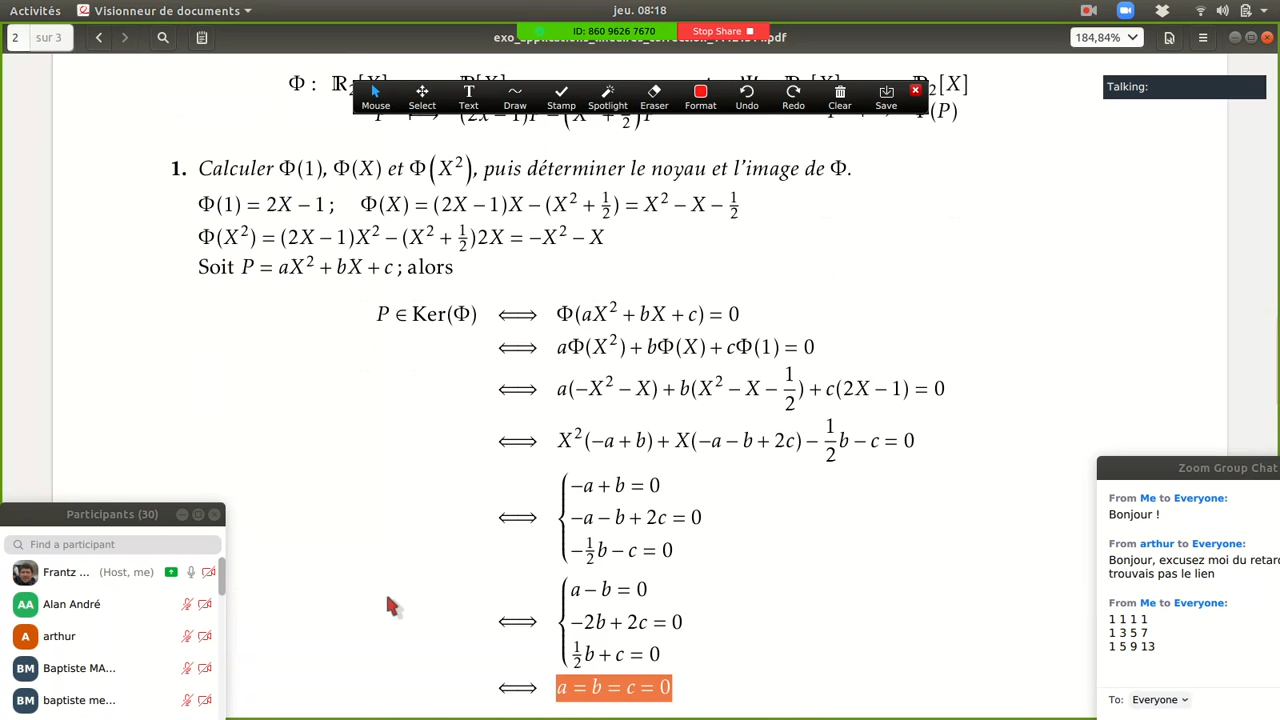 Activités Visionneur de documents jeu. 08:18
2 sur 3 ID: 860 9626 7670 Stop Share 184,84%
Mouse Select Text Draw Stamp Spotlight Eraser Format Undo Redo Clear Save
Talking:
Φ :
1. Calculer Φ(1), Φ(X) et Φ(X²), puis déterminer le noyau et l'image de Φ.
Φ(1) = 2X − 1 ; Φ(X) = (2X − 1)X − (X² + 1/2) = X² − X − 1/2
Φ(X²) = (2X − 1)X² − (X² + 1/2)2X = −X² − X
Soit P = aX² + bX + c ; alors
P ∈ Ker(Φ) ⟺ Φ(aX² + bX + c) = 0
⟺ aΦ(X²) + bΦ(X) + cΦ(1) = 0
⟺ a(−X² − X) + b(X² − X − 1/2) + c(2X − 1) = 0
⟺ X²(−a + b) + X(−a − b + 2c) − 1/2 b − c = 0
⟺ { −a + b = 0
−a − b + 2c = 0
−1/2 b − c = 0
⟺ { a − b = 0
−2b + 2c = 0
1/2 b + c = 0
⟺ a = b = c = 0
Participants (30)
Find a participant
Frantz ... (Host, me)
AA Alan André
A arthur
BM Baptiste MA...
BM baptiste me...
Zoom Group Chat
From Me to Everyone:
Bonjour !
From arthur to Everyone:
Bonjour, excusez moi du retard
trouvais pas le lien
From Me to Everyone:
1 1 1 1
1 3 5 7
1 5 9 13
To: Everyone